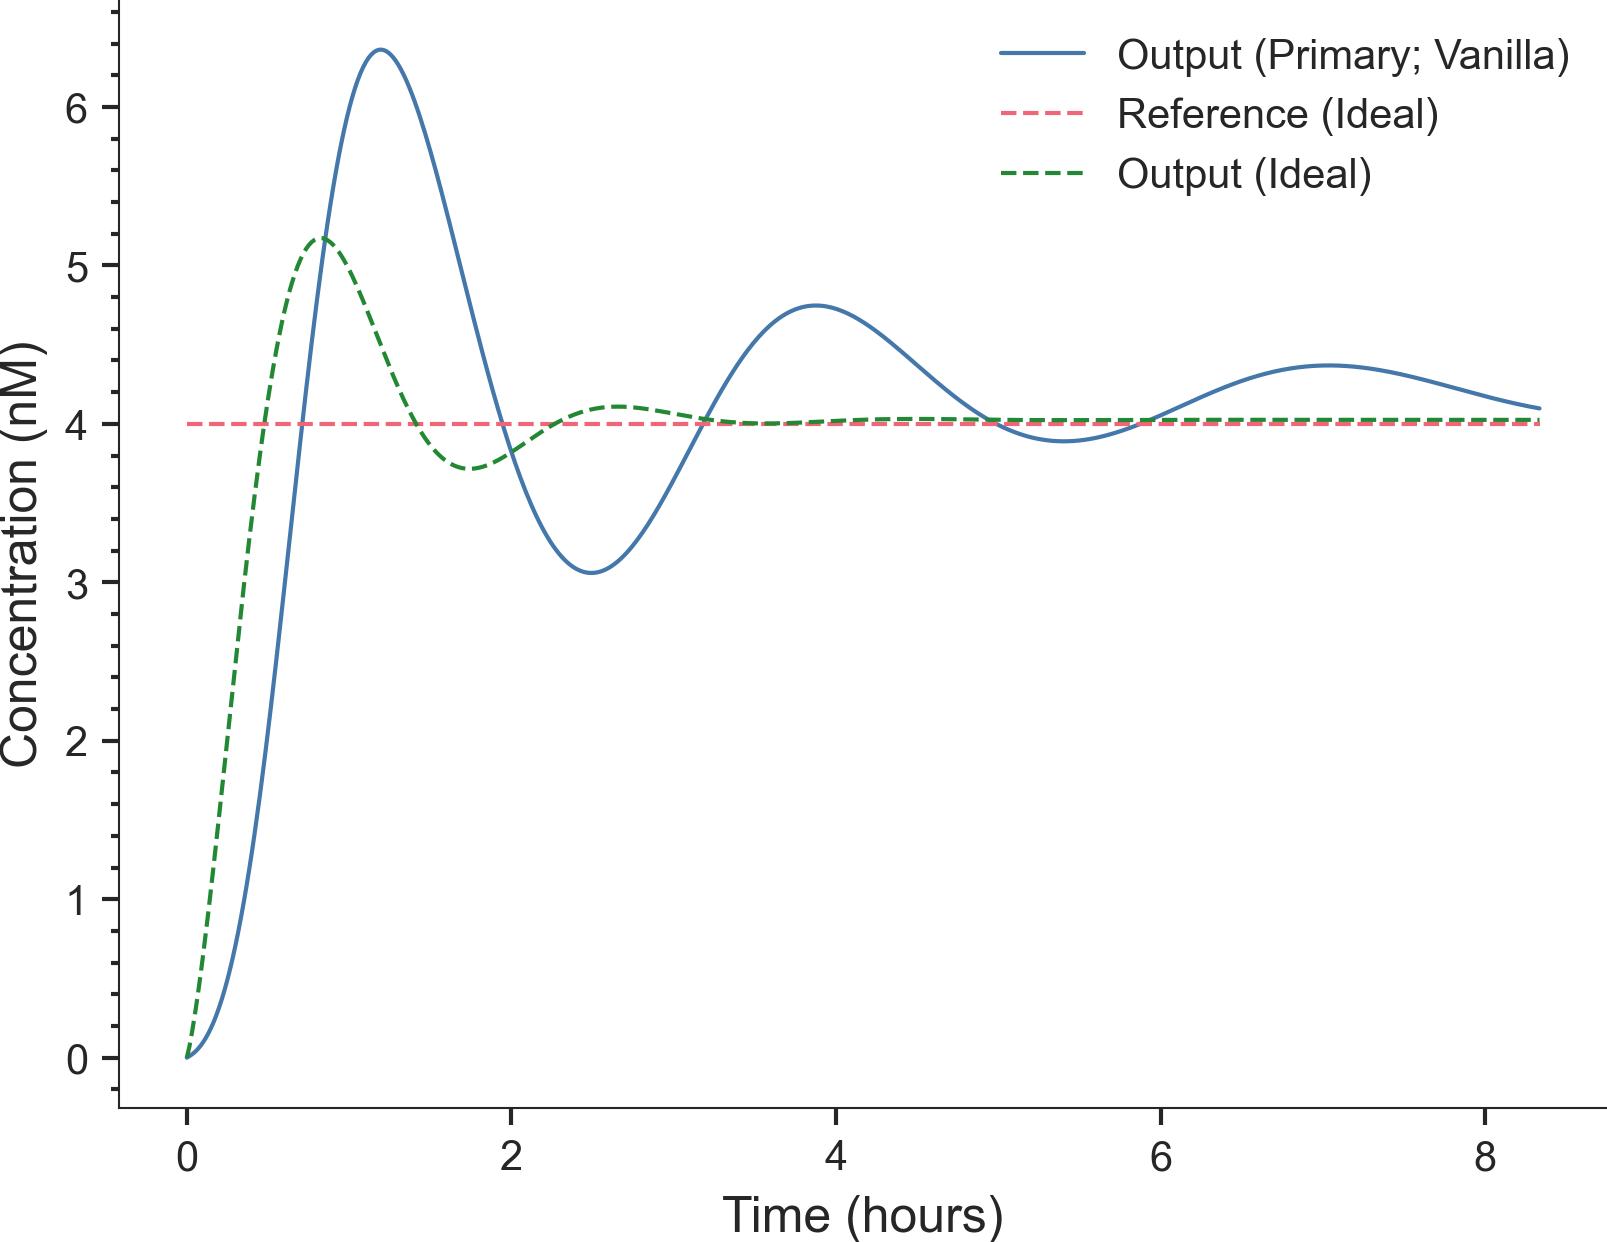 Output (Primary; Vanilla)
Reference (Ideal)
Output (Ideal)
Concentration (nM)
6
5
4
3
2
1
0
0 2 4 6 8
Time (hours)